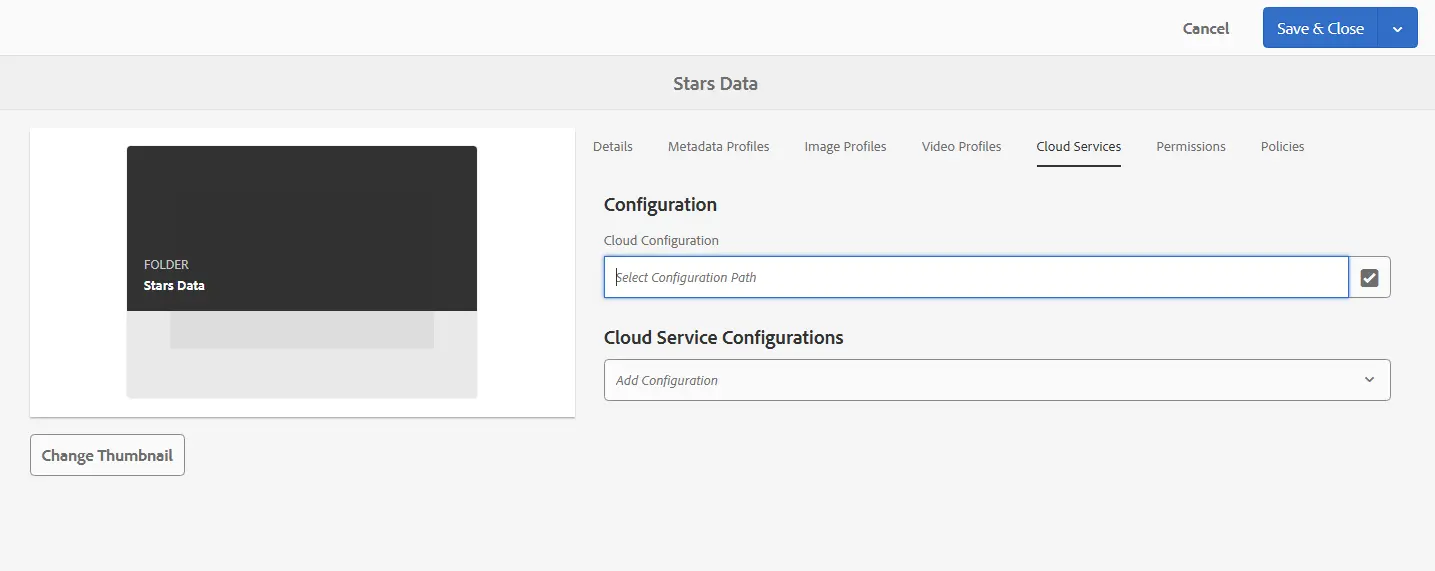 Cancel
Save & Close
Stars Data
FOLDER
Stars Data
Change Thumbnail
Details Metadata Profiles Image Profiles Video Profiles Cloud Services Permissions Policies
Configuration
Cloud Configuration
Select Configuration Path
Cloud Service Configurations
Add Configuration